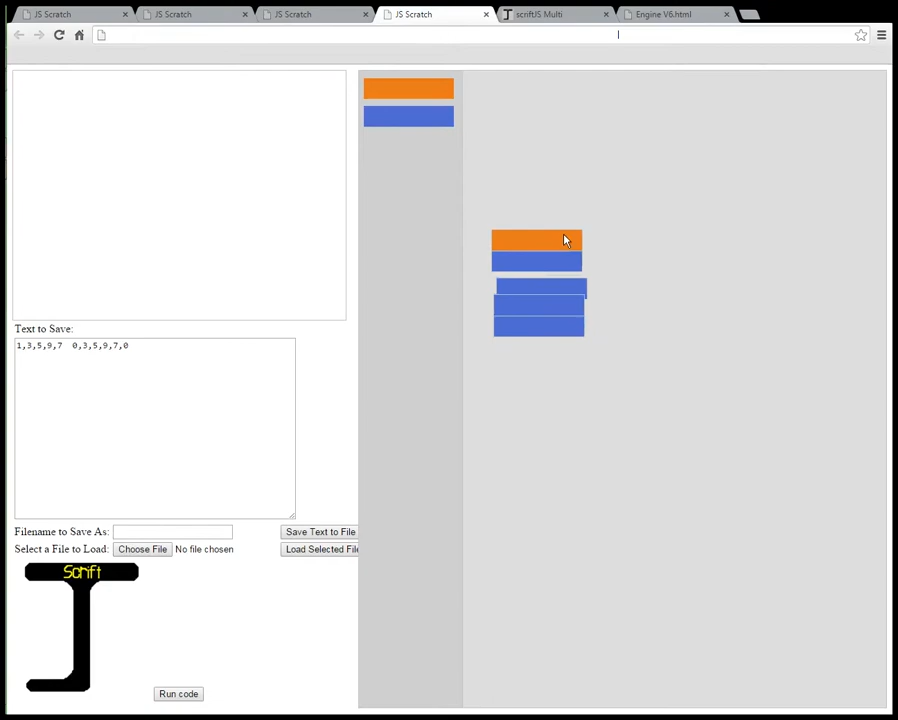 JS Scratch
JS Scratch
JS Scratch
JS Scratch
scriftJS Multi
Engine V6.html
Text to Save:
1,3,5,9,7  0,3,5,9,7,0
Filename to Save As:
Save Text to File
Select a File to Load:
Choose File
No file chosen
Load Selected File
Scrift
Run code